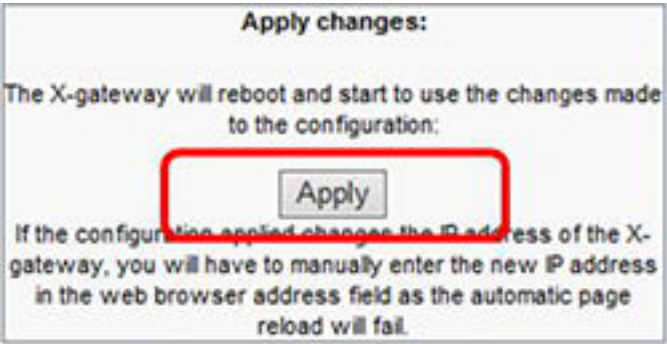 Apply changes:
The X-gateway will reboot and start to use the changes made
to the configuration:
Apply
If the configuration applied changes the IP address of the X-
gateway, you will have to manually enter the new IP address
in the web browser address field as the automatic page
reload will fail.